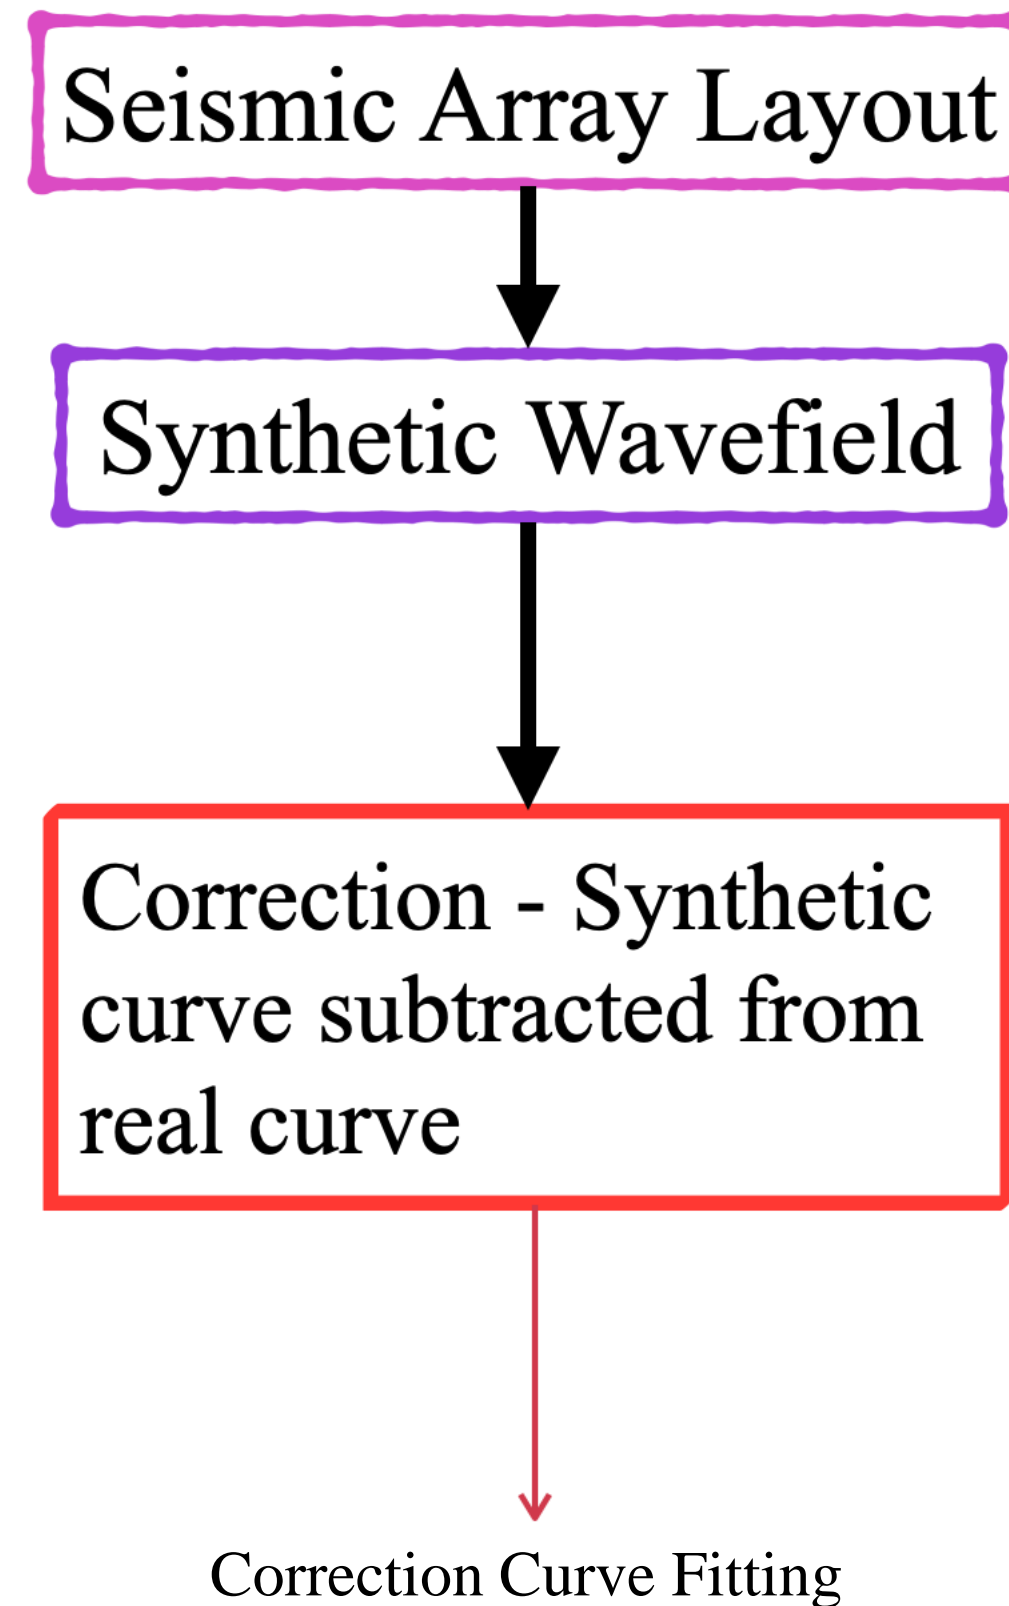 Seismic Array Layout
Synthetic Wavefield
Correction - Synthetic
curve subtracted from
real curve
Correction Curve Fitting